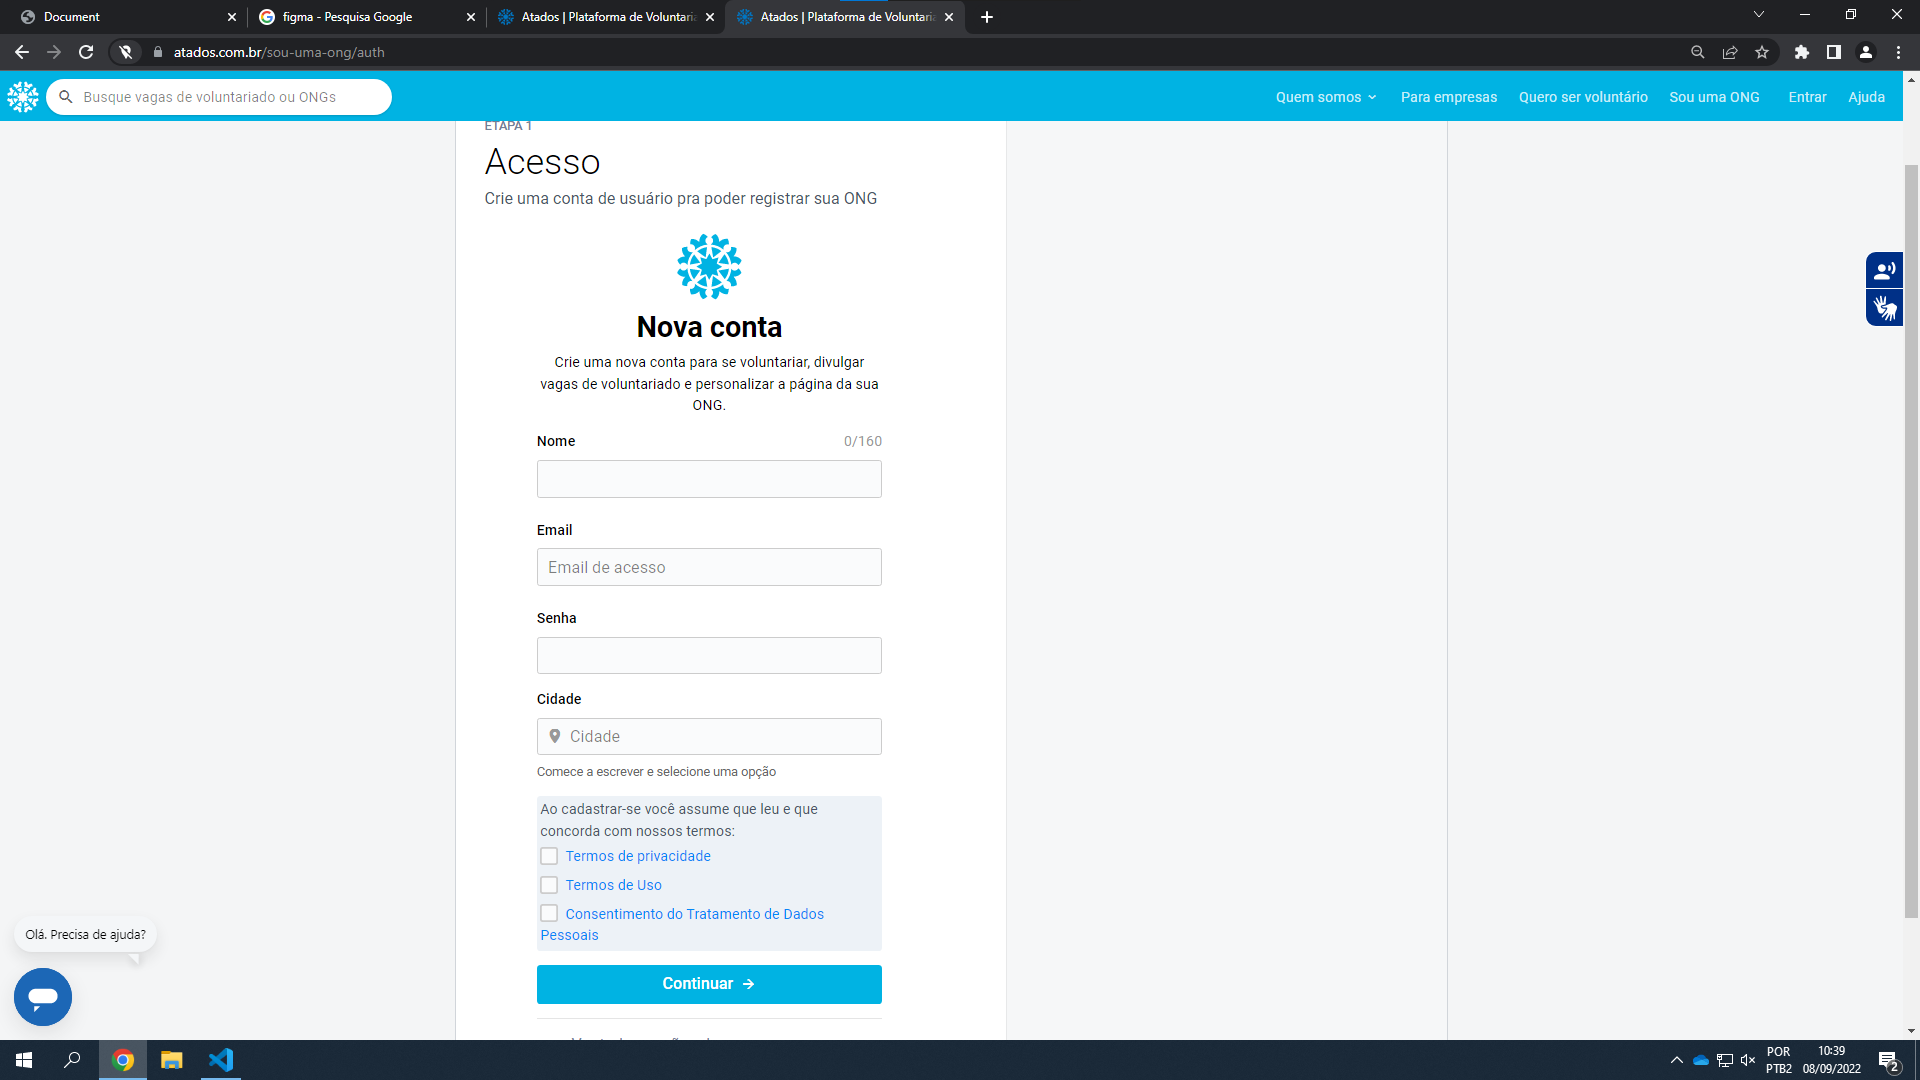 Document
figma - Pesquisa Google
Atados | Plataforma de Voluntaria
Atados | Plataforma de Voluntaria
atados.com.br/sou-uma-ong/auth
Busque vagas de voluntariado ou ONGs
Quem somos
Para empresas
Quero ser voluntário
Sou uma ONG
Entrar
Ajuda
ETAPA 1
Acesso
Crie uma conta de usuário pra poder registrar sua ONG
Nova conta
Crie uma nova conta para se voluntariar, divulgar
vagas de voluntariado e personalizar a página da sua
ONG.
Nome
0/160
Email
Email de acesso
Senha
Cidade
Cidade
Comece a escrever e selecione uma opção
Ao cadastrar-se você assume que leu e que
concorda com nossos termos:
Termos de privacidade
Termos de Uso
Consentimento do Tratamento de Dados
Pessoais
Continuar
Olá. Precisa de ajuda?
POR
PTB2
10:39
08/09/2022
2